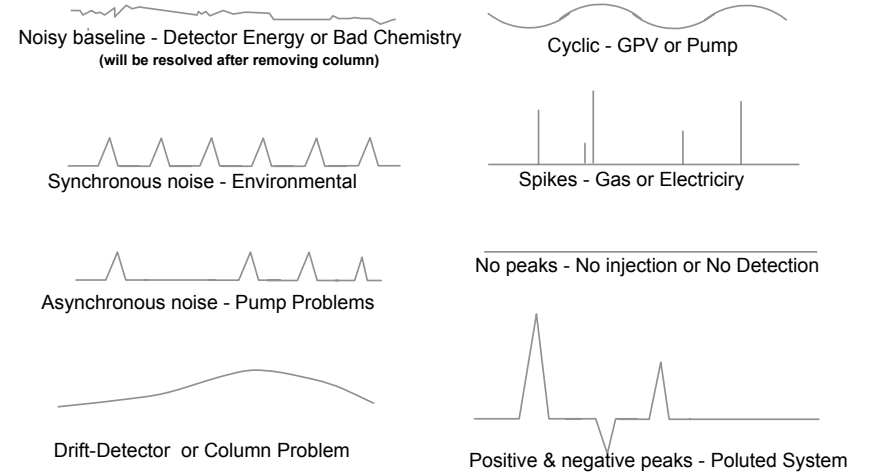 Noisy baseline - Detector Energy or Bad Chemistry
(will be resolved after removing column)
Cyclic - GPV or Pump
Synchronous noise - Environmental
Spikes - Gas or Electriciry
Asynchronous noise - Pump Problems
No peaks - No injection or No Detection
Drift-Detector or Column Problem
Positive & negative peaks - Poluted System